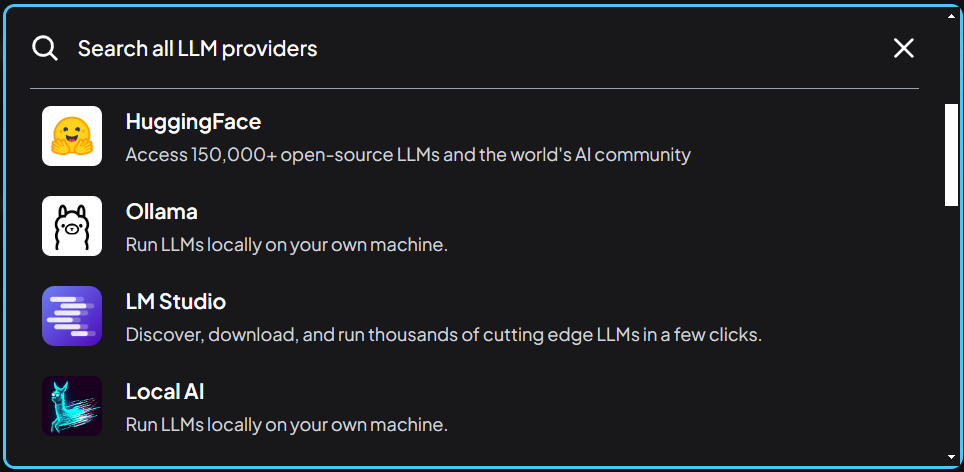 Search all LLM providers
HuggingFace
Access 150,000+ open-source LLMs and the world's AI community
Ollama
Run LLMs locally on your own machine.
LM Studio
Discover, download, and run thousands of cutting edge LLMs in a few clicks.
Local AI
Run LLMs locally on your own machine.